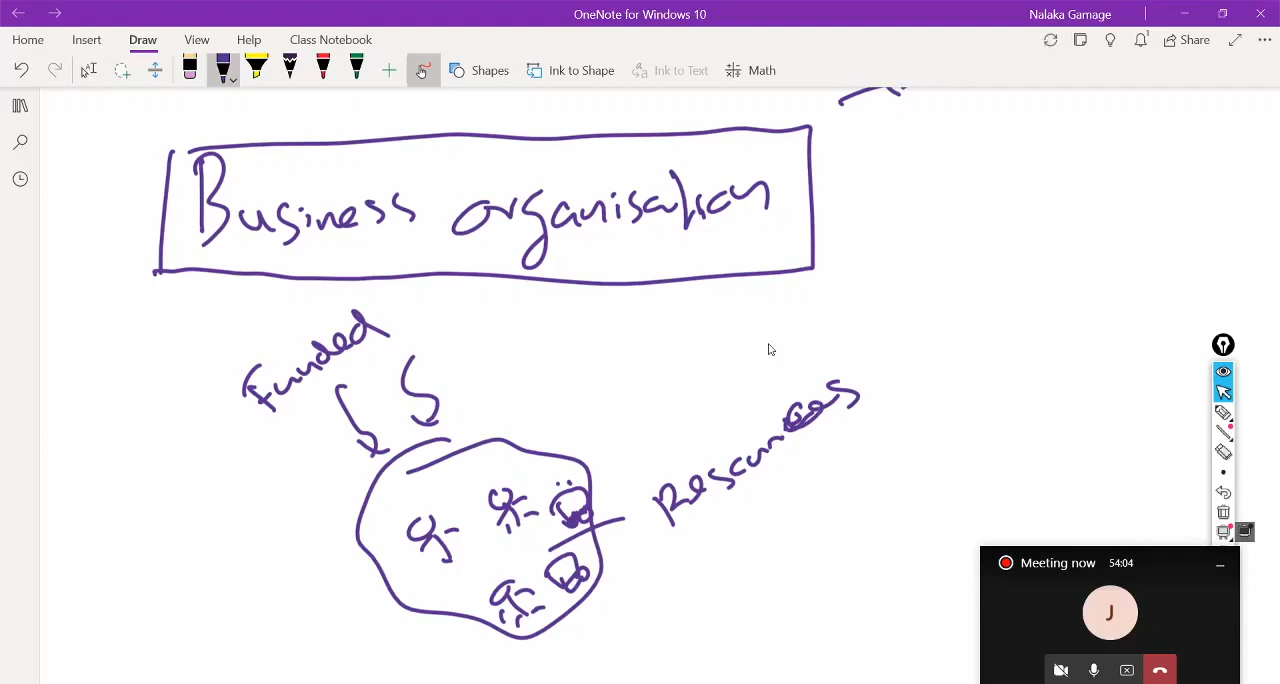 OneNote for Windows 10
Nalaka Gamage
Home Insert Draw View Help Class Notebook
Share
Shapes Ink to Shape Ink to Text Math
Business organisation
Funded
Resources
Meeting now 54:04
J